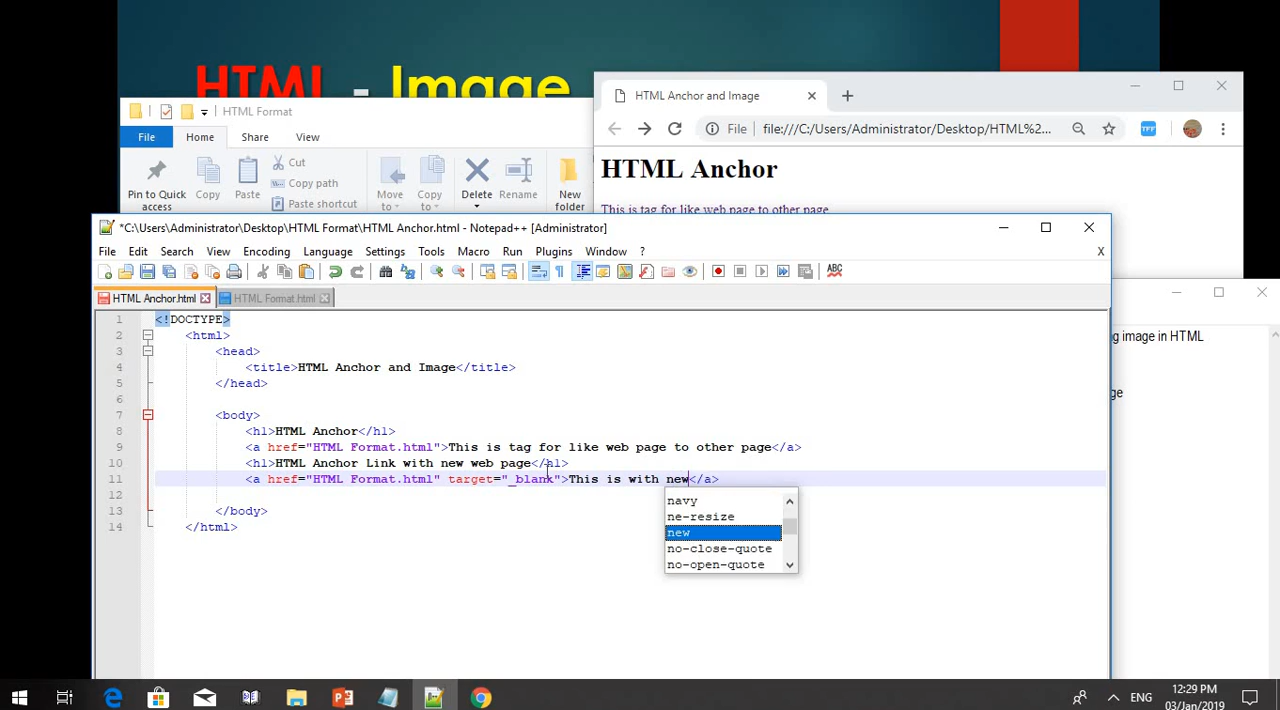 HTML - Image
HTML Format
File Home Share View
Pin to Quick access
Copy
Paste
Cut
Copy path
Paste shortcut
Move to
Copy to
Delete
Rename
New folder
HTML Anchor and Image
File file:///C:/Users/Administrator/Desktop/HTML%2...
TFF
HTML Anchor
This is tag for like web page to other page
*C:\Users\Administrator\Desktop\HTML Format\HTML Anchor.html - Notepad++ [Administrator]
File Edit Search View Encoding Language Settings Tools Macro Run Plugins Window ? X
ABC
HTML Anchor.html HTML Format.html
1 <!DOCTYPE>
2 <html>
3 <head>
4 <title>HTML Anchor and Image</title>
5 </head>
6
7 <body>
8 <h1>HTML Anchor</h1>
9 <a href="HTML Format.html">This is tag for like web page to other page</a>
10 <h1>HTML Anchor Link with new web page</h1>
11 <a href="HTML Format.html" target="_blank">This is with new</a>
12
13 </body>
14 </html>
navy
ne-resize
new
no-close-quote
no-open-quote
g image in HTML
ge
ENG
12:29 PM
03/Jan/2019